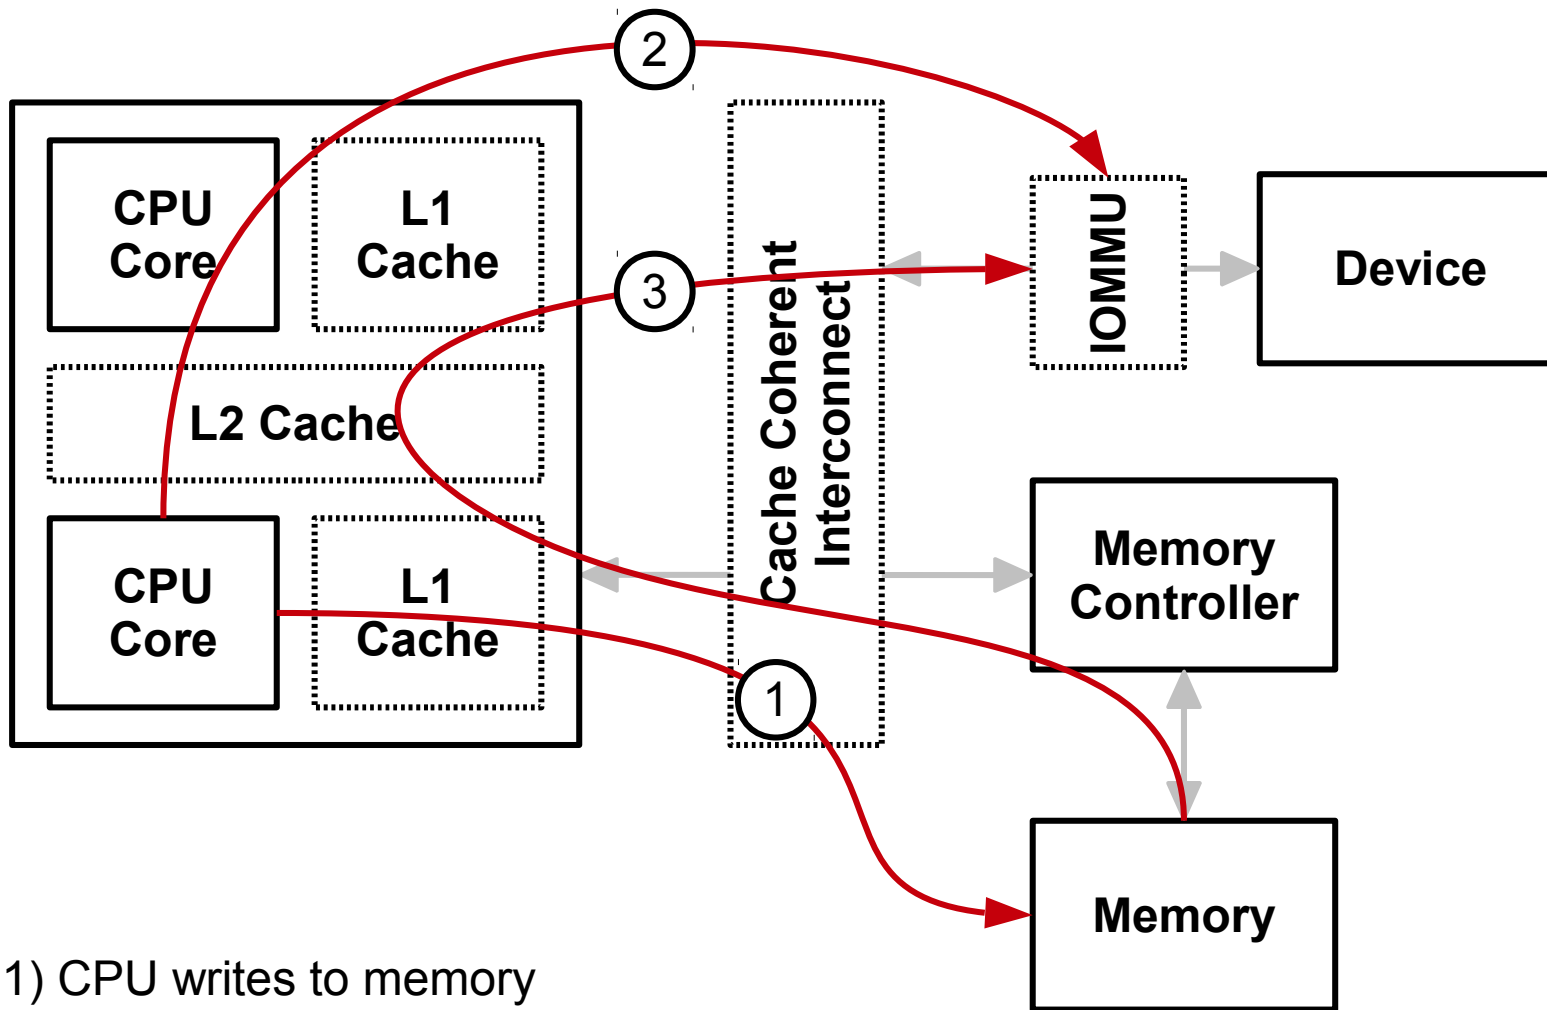 2
CPU
Core
L1
Cache
3
Cache Coherent
Interconnect
IOMMU
Device
L2 Cache
CPU
Core
L1
Cache
Memory
Controller
1
Memory
1) CPU writes to memory